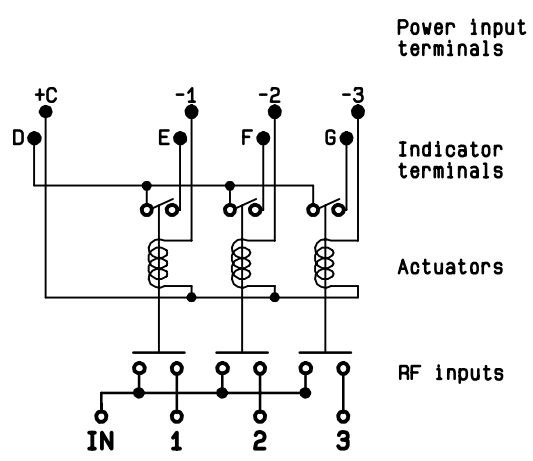 Power input
terminals
+C -1 -2 -3
D E F G
Indicator
terminals
Actuators
RF inputs
IN 1 2 3